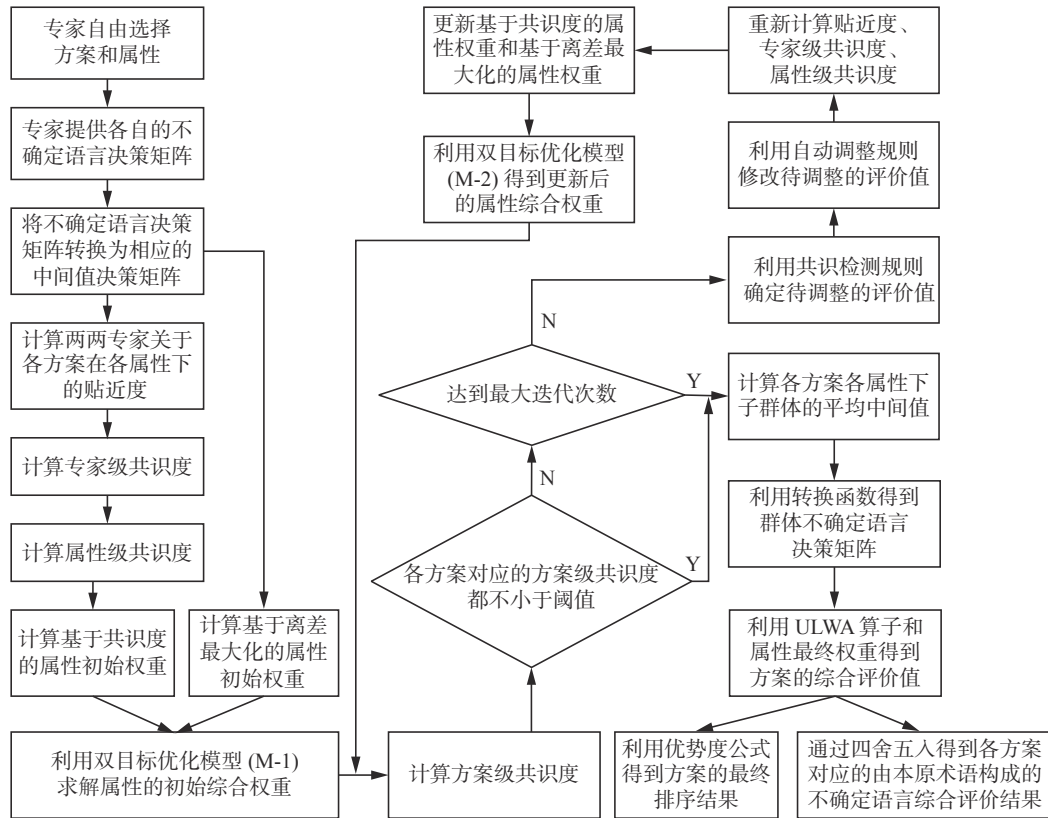 专家自由选择
方案和属性
专家提供各自的不
确定语言决策矩阵
将不确定语言决策
矩阵转换为相应的
中间值决策矩阵
计算两两专家关于
各方案在各属性下
的贴近度
计算专家级共识度
计算属性级共识度
计算基于共识度
的属性初始权重
计算基于离差
最大化的属性
初始权重
利用双目标优化模型 (M-1)
求解属性的初始综合权重
更新基于共识度的属
性权重和基于离差最
大化的属性权重
利用双目标优化模型
(M-2) 得到更新后
的属性综合权重
重新计算贴近度、
专家级共识度、
属性级共识度
利用自动调整规则
修改待调整的评价值
利用共识检测规则
确定待调整的评价值
N
达到最大迭代次数
Y
N
各方案对应的方案级共识度
都不小于阈值
Y
计算方案级共识度
计算各方案各属性下
子群体的平均中间值
利用转换函数得到
群体不确定语言
决策矩阵
利用 ULWA 算子和
属性最终权重得到
方案的综合评价值
利用优势度公式
得到方案的最终
排序结果
通过四舍五入得到各方案
对应的由本原术语构成的
不确定语言综合评价结果